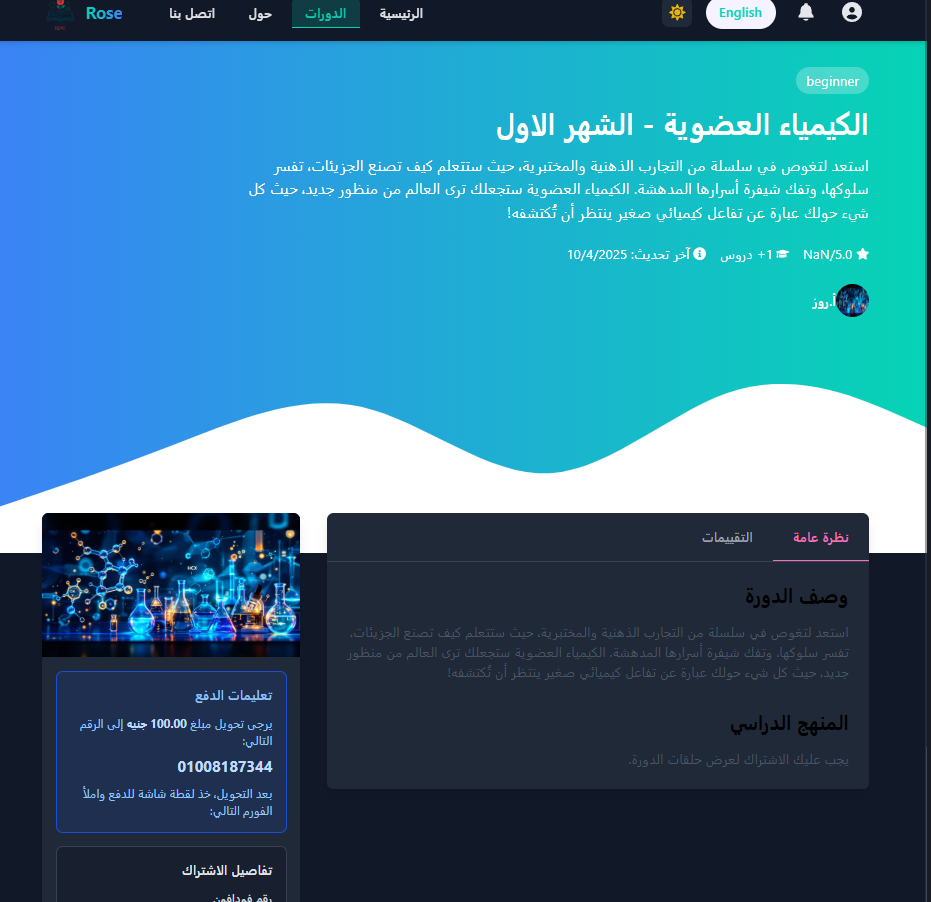 Rose
الرئيسية
الدورات
حول
اتصل بنا
English
beginner
الكيمياء العضوية - الشهر الاول
استعد لتغوص في سلسلة من التجارب الذهنية والمختبرية، حيث ستتعلم كيف تصنع الجزيئات، تفسر
سلوكها، وتفك شيفرة أسرارها المدهشة. الكيمياء العضوية ستجعلك ترى العالم من منظور جديد، حيث كل
شيء حولك عبارة عن تفاعل كيميائي صغير ينتظر أن تُكتشفه!
NaN/5.0
1+ دروس
آخر تحديث: 10/4/2025
أ.روز
نظرة عامة
التقييمات
وصف الدورة
استعد لتغوص في سلسلة من التجارب الذهنية والمختبرية، حيث ستتعلم كيف تصنع الجزيئات،
تفسر سلوكها، وتفك شيفرة أسرارها المدهشة. الكيمياء العضوية ستجعلك ترى العالم من منظور
جديد، حيث كل شيء حولك عبارة عن تفاعل كيميائي صغير ينتظر أن تُكتشفه!
المنهج الدراسي
يجب عليك الاشتراك لعرض حلقات الدورة.
تعليمات الدفع
يرجى تحويل مبلغ 100.00 جنيه إلى الرقم
التالي:
01008187344
بعد التحويل، خذ لقطة شاشة للدفع واملأ
الفورم التالي:
تفاصيل الاشتراك
رقم فودافون